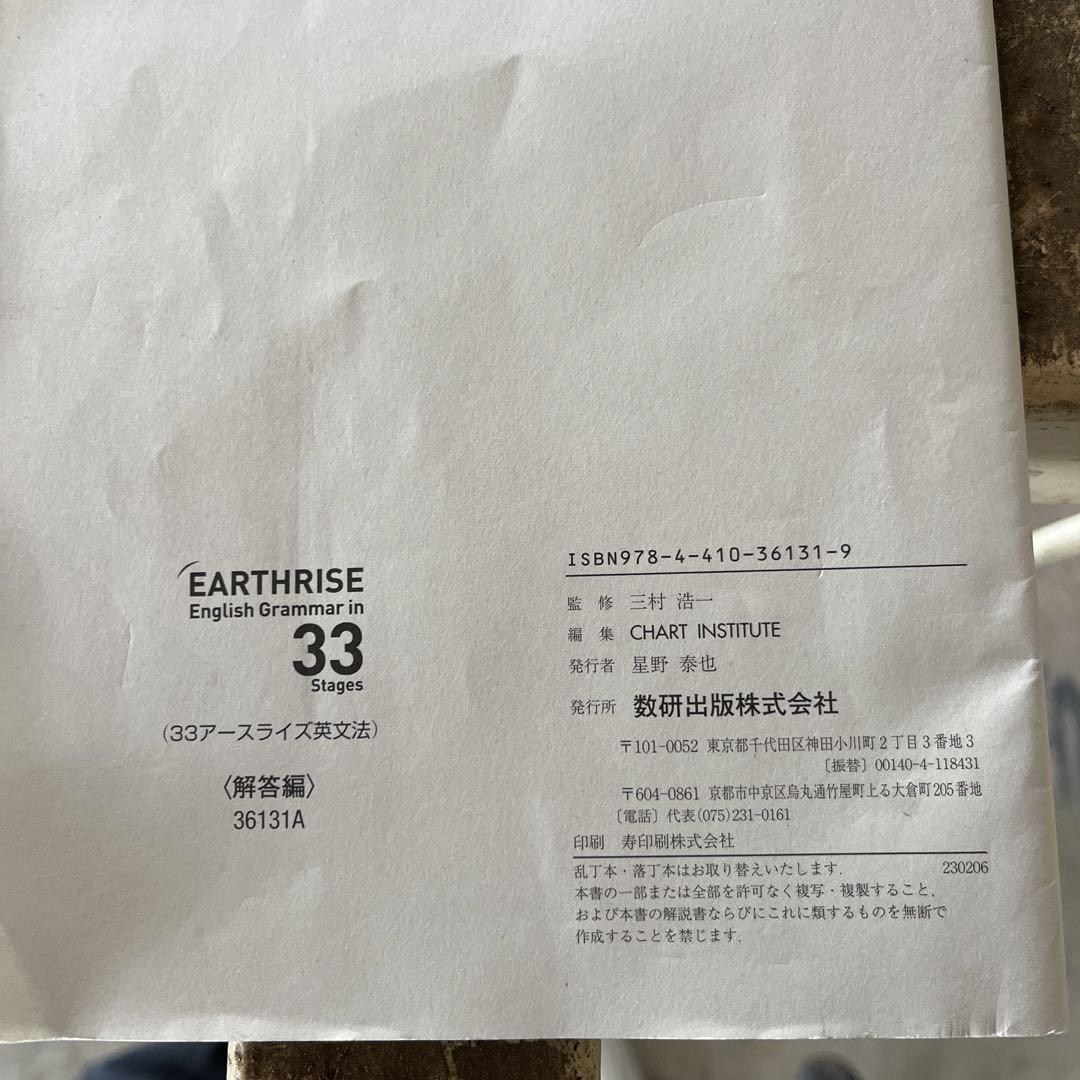 EARTHRISE
English Grammar in
33
Stages
(33アースライズ英文法)
〈解答編〉
36131A
ISBN978-4-410-36131-9
監 修 三村 浩一
編 集 CHART INSTITUTE
発行者 星野 泰也
発行所 数研出版株式会社
〒101-0052 東京都千代田区神田小川町2丁目3番地3
〔振替〕00140-4-118431
〒604-0861 京都市中京区烏丸通竹屋町上る大倉町205番地
〔電話〕代表(075)231-0161
印刷 寿印刷株式会社
乱丁本・落丁本はお取り替えいたします. 230206
本書の一部または全部を許可なく複写・複製すること,
および本書の解説書ならびにこれに類するものを無断で
作成することを禁じます.